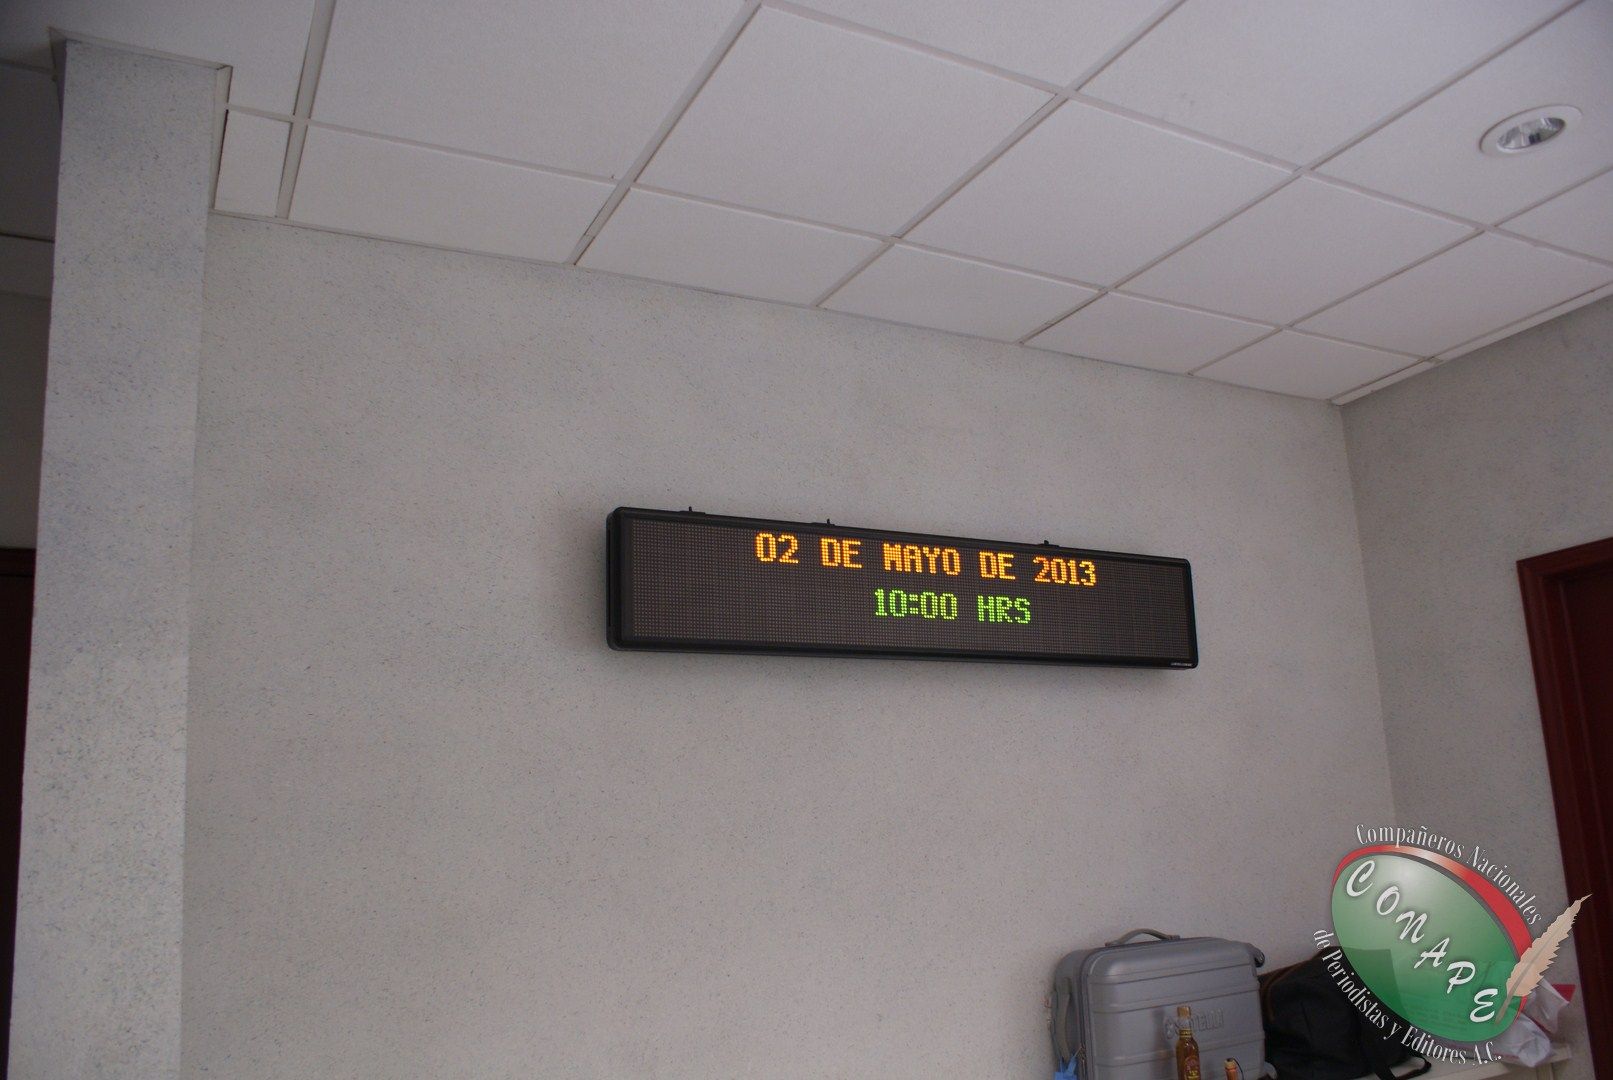 02 DE MAYO DE 2013
10:00 HRS
Compañeros Nacionales
CONAPE
de Periodistas y Editores A.C.